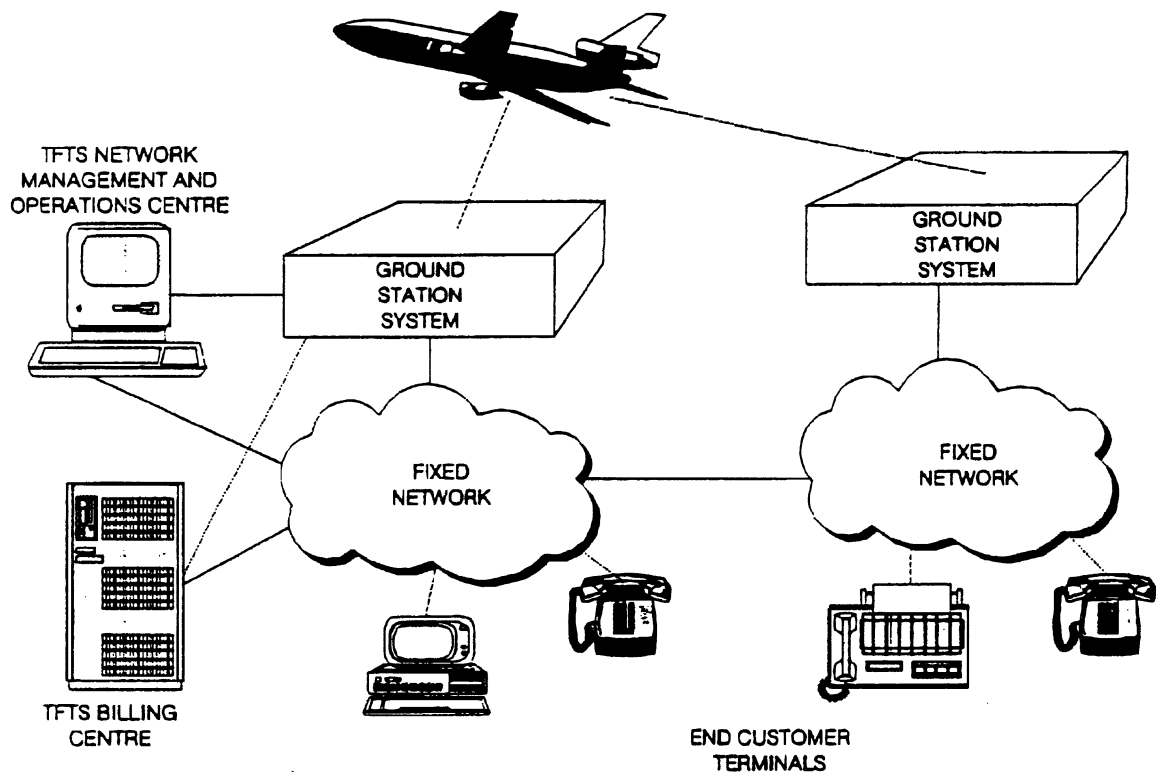 TFTS NETWORK
MANAGEMENT AND
OPERATIONS CENTRE
GROUND
STATION
SYSTEM
GROUND
STATION
SYSTEM
FIXED
NETWORK
FIXED
NETWORK
TFTS BILLING
CENTRE
END CUSTOMER
TERMINALS